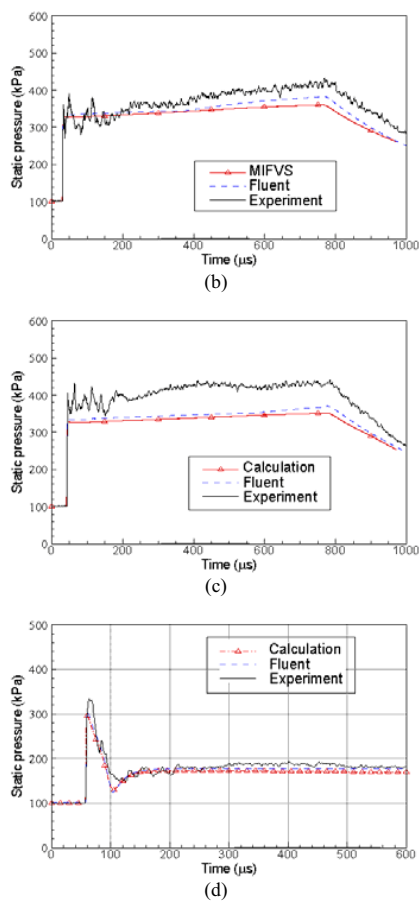 600
500
400
300
200
100
0
Static pressure (kPa)
MIFVS
Fluent
Experiment
0 200 400 600 800 1000
Time (μs)
(b)
600
500
400
300
200
100
0
Static pressure (kPa)
Calculation
Fluent
Experiment
0 200 400 600 800 1000
Time (μs)
(c)
500
400
300
200
100
0
Static pressure (kPa)
Calculation
Fluent
Experiment
0 100 200 300 400 500 600
Time (μs)
(d)